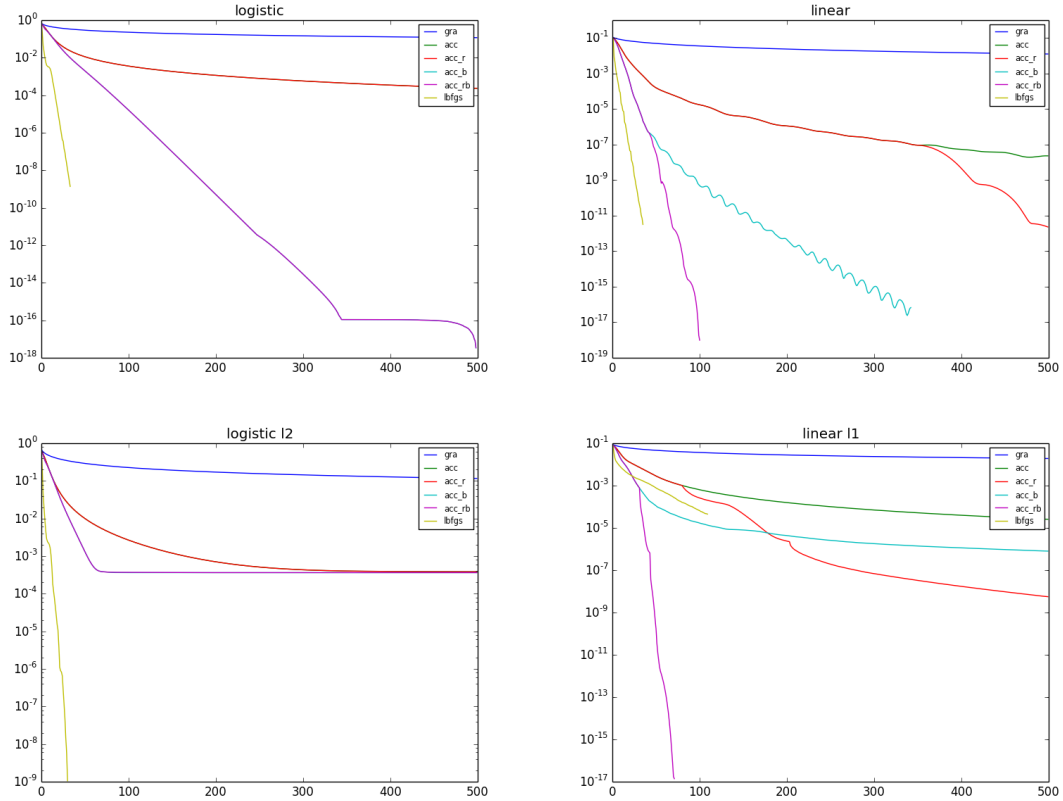 logistic
10^0
10^-2
10^-4
10^-6
10^-8
10^-10
10^-12
10^-14
10^-16
10^-18
0 100 200 300 400 500
gra
acc
acc_r
acc_b
acc_rb
lbfgs
linear
10^-1
10^-3
10^-5
10^-7
10^-9
10^-11
10^-13
10^-15
10^-17
10^-19
0 100 200 300 400 500
gra
acc
acc_r
acc_b
acc_rb
lbfgs
logistic l2
10^0
10^-1
10^-2
10^-3
10^-4
10^-5
10^-6
10^-7
10^-8
10^-9
0 100 200 300 400 500
gra
acc
acc_r
acc_b
acc_rb
lbfgs
linear l1
10^-1
10^-3
10^-5
10^-7
10^-9
10^-11
10^-13
10^-15
10^-17
0 100 200 300 400 500
gra
acc
acc_r
acc_b
acc_rb
lbfgs